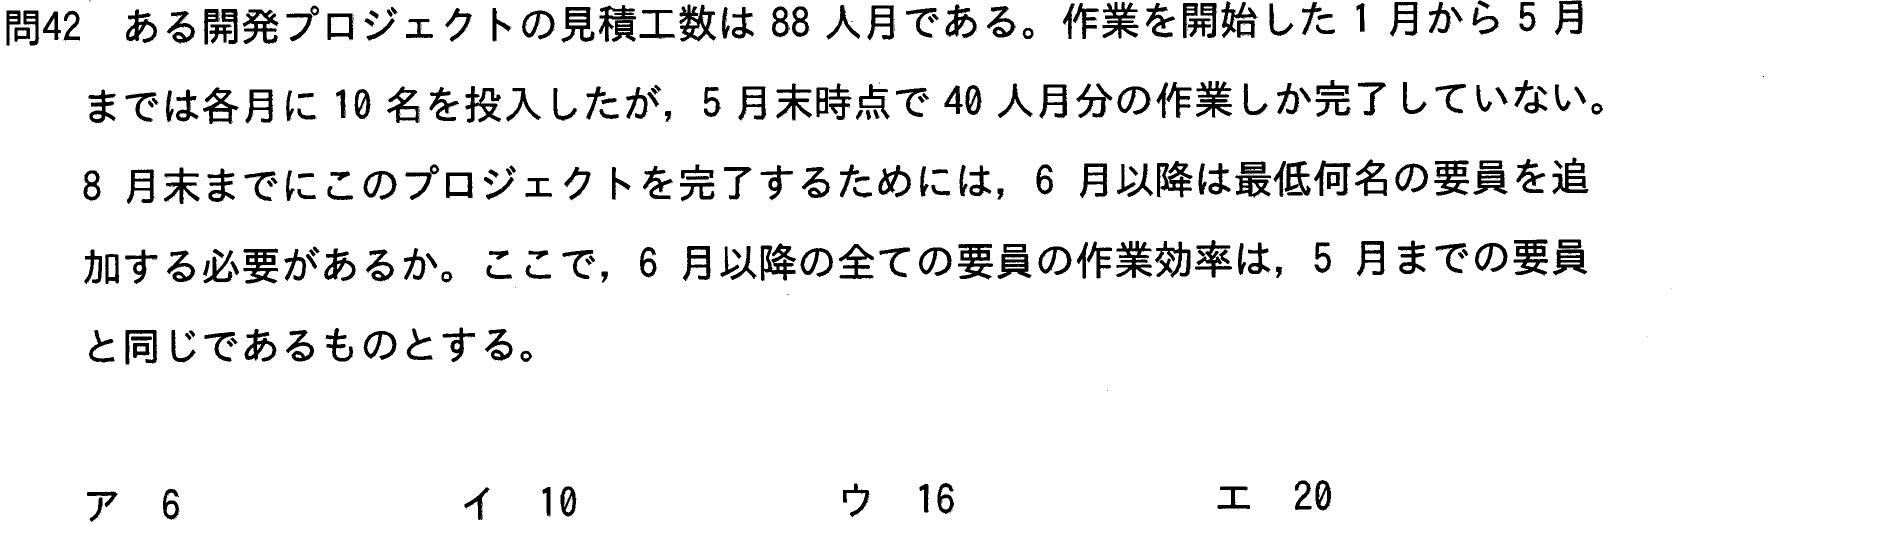 問42 ある開発プロジェクトの見積工数は 88 人月である。作業を開始した 1 月から 5 月
までは各月に 10 名を投入したが，5 月末時点で 40 人月分の作業しか完了していない。
8 月末までにこのプロジェクトを完了するためには，6 月以降は最低何名の要員を追
加する必要があるか。ここで，6 月以降の全ての要員の作業効率は，5 月までの要員
と同じであるものとする。
ア 6 イ 10 ウ 16 エ 20